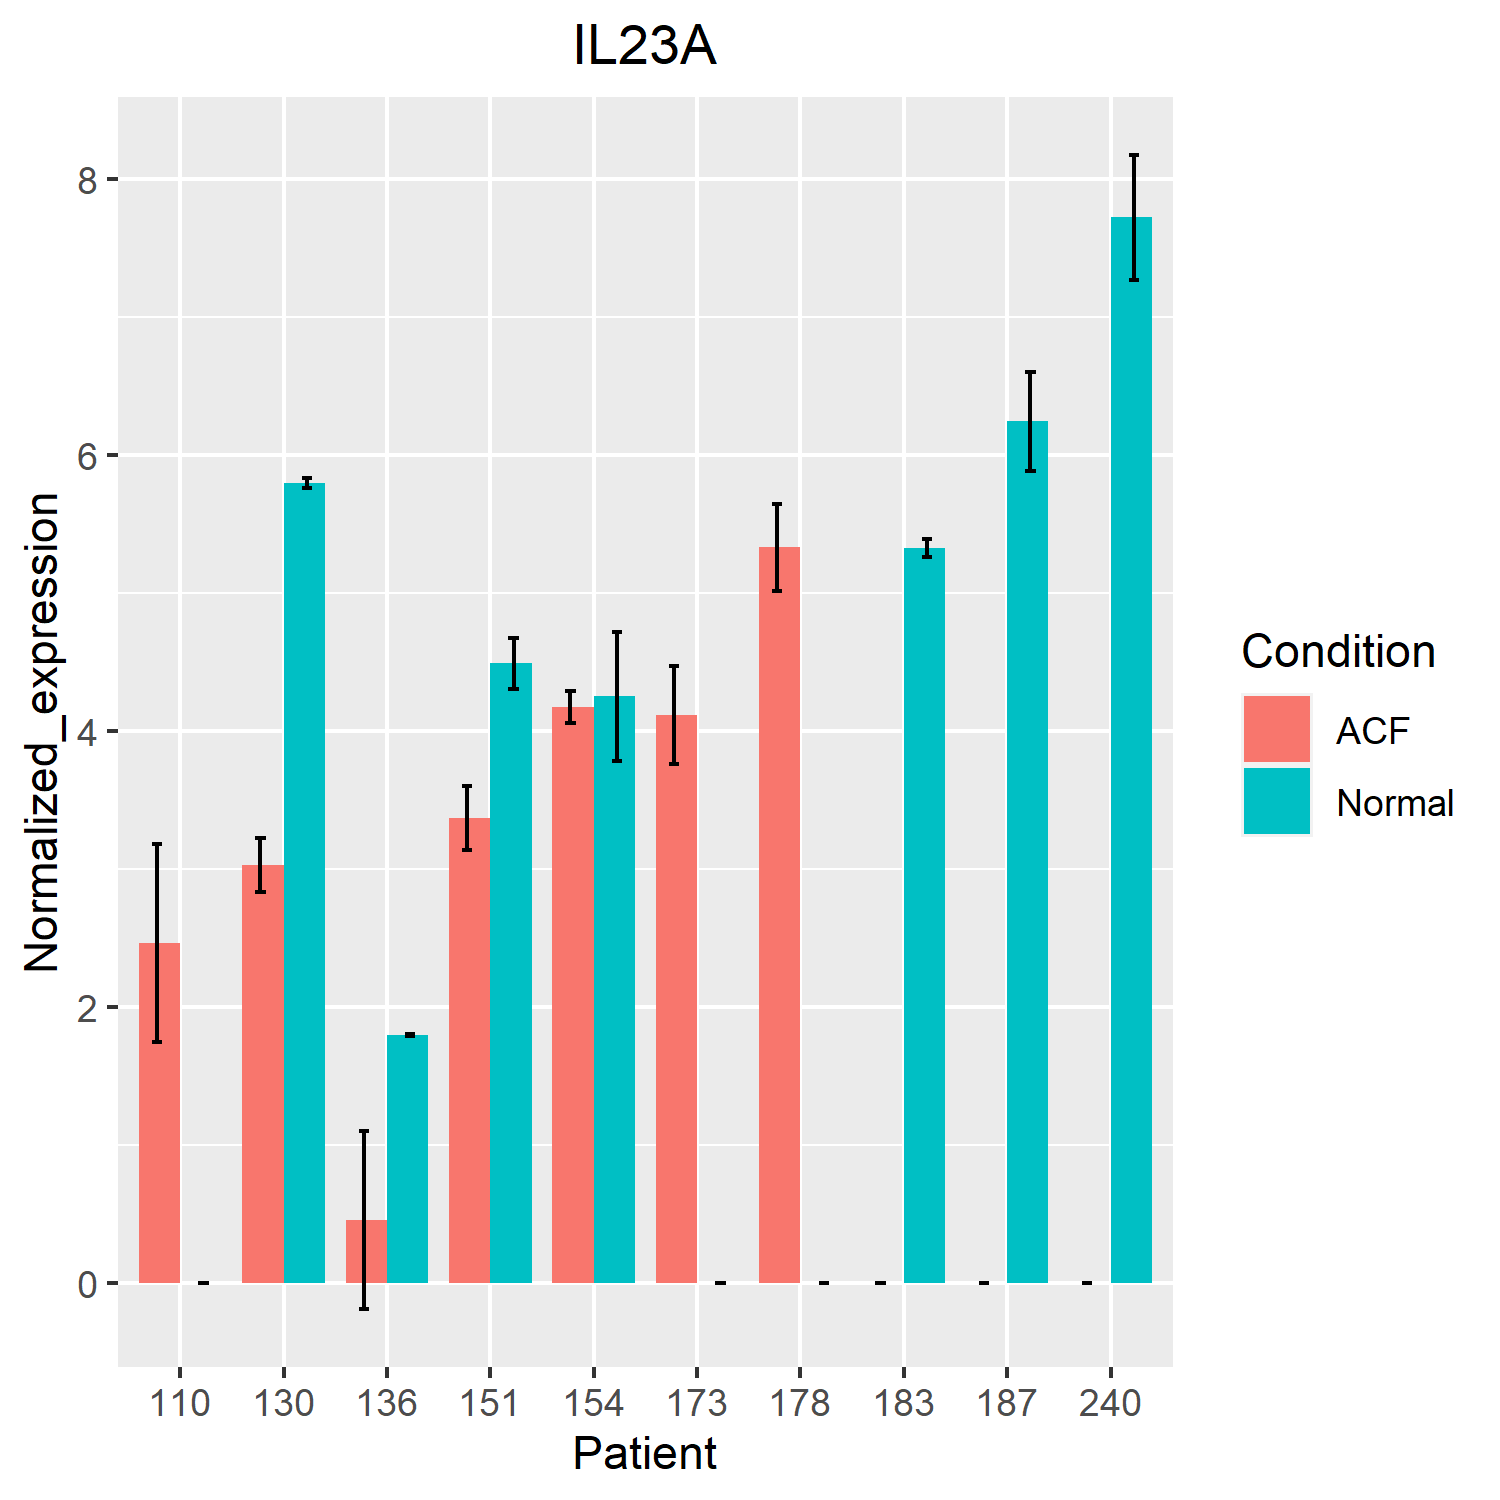 IL23A
Normalized_expression
8
6
4
2
0
110 130 136 151 154 173 178 183 187 240
Patient
Condition
ACF
Normal